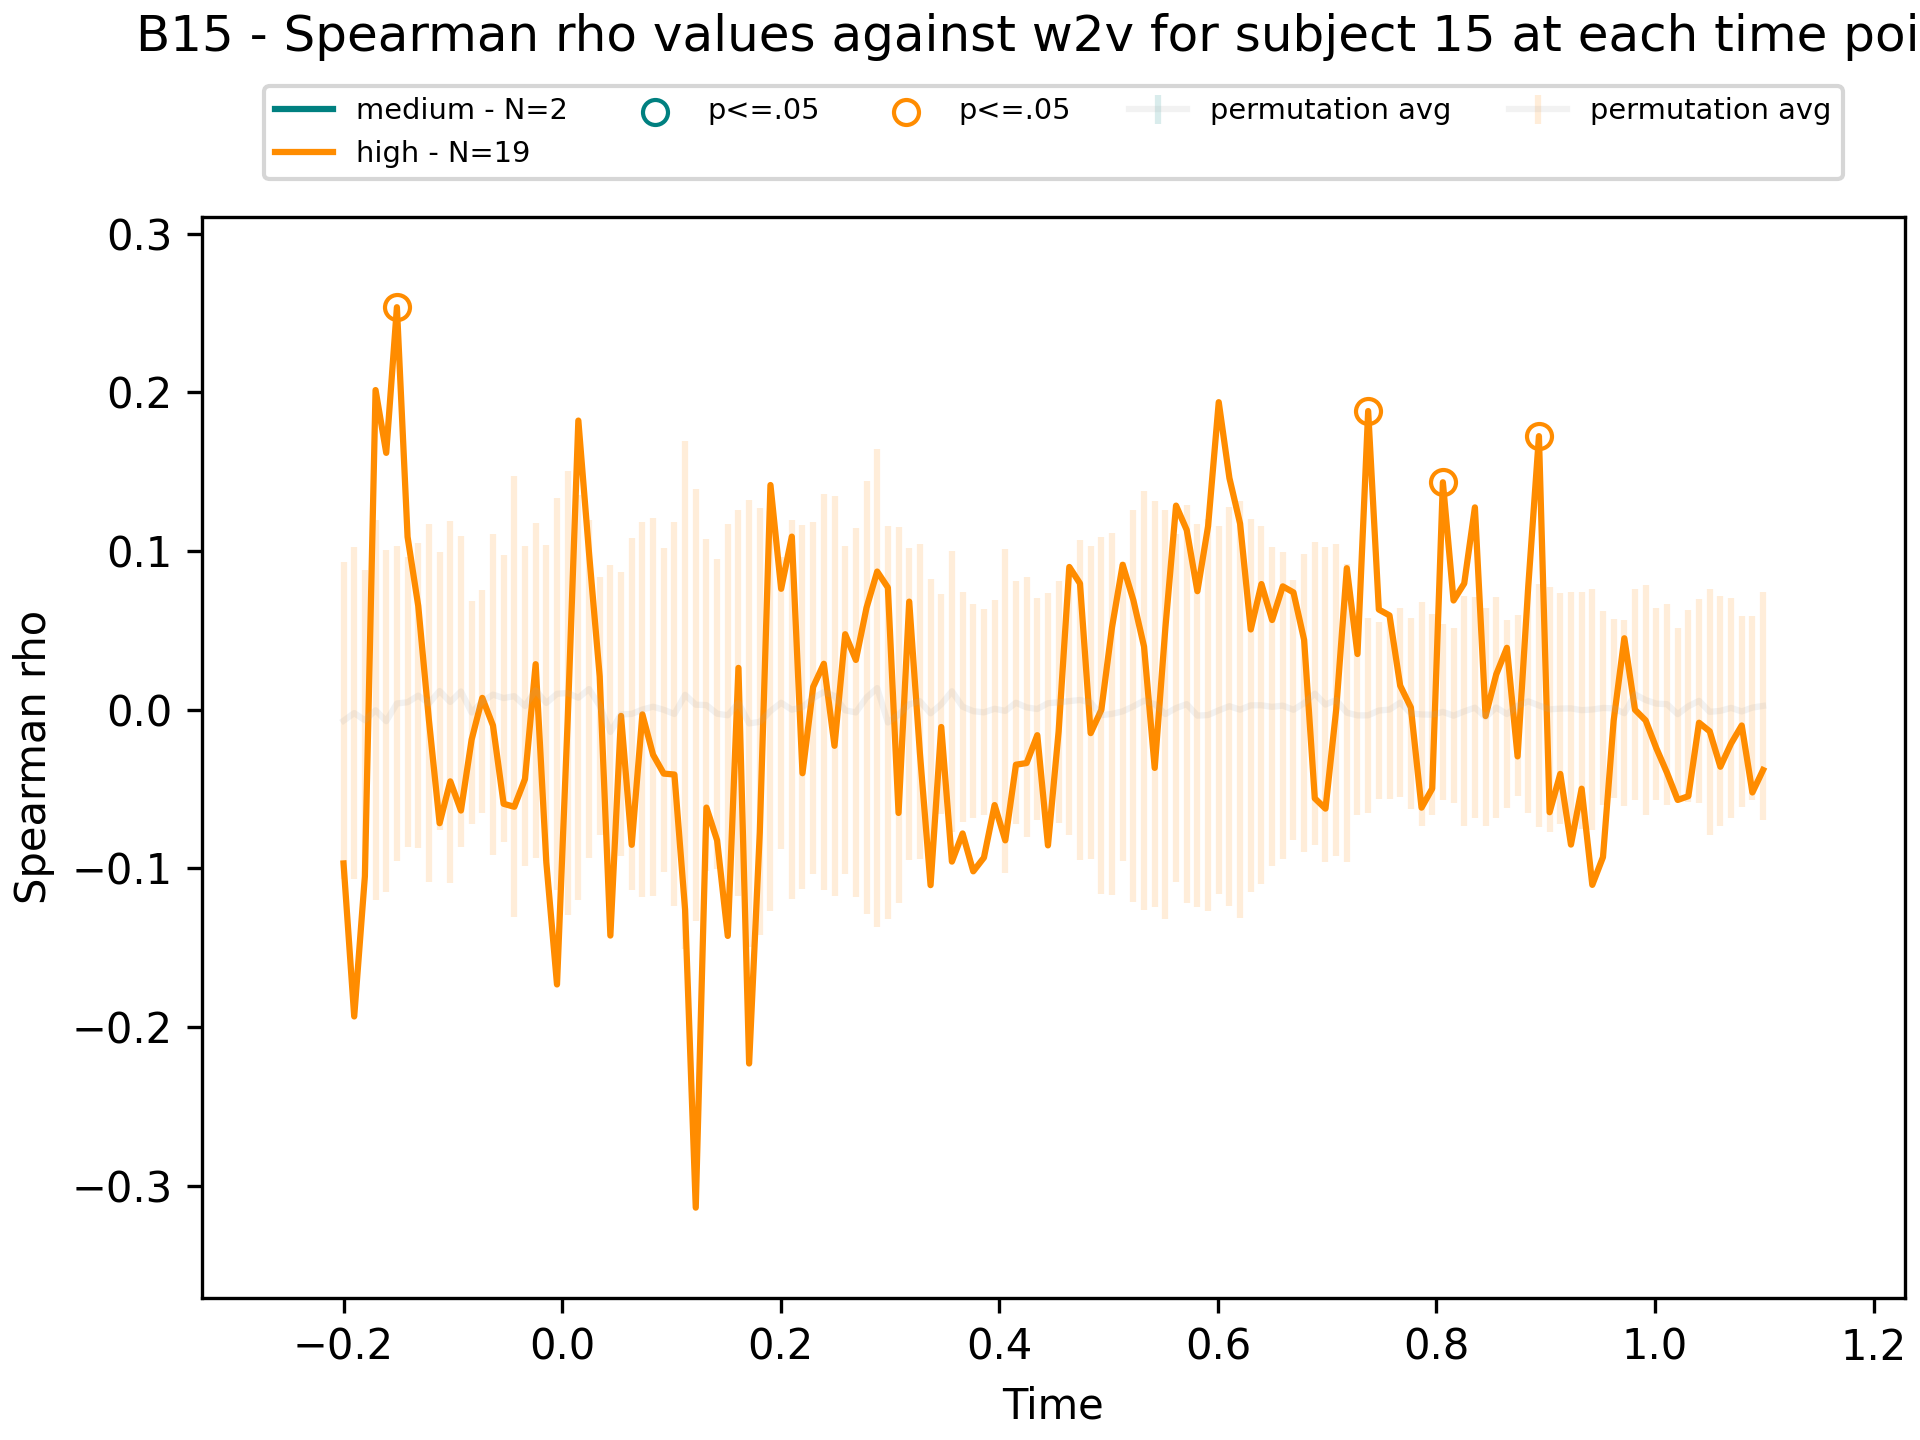 B15 - Spearman rho values against w2v for subject 15 at each time poi
medium - N=2
high - N=19
p<=.05
p<=.05
permutation avg
permutation avg
Spearman rho
0.3
0.2
0.1
0.0
−0.1
−0.2
−0.3
−0.2
0.0
0.2
0.4
0.6
0.8
1.0
1.2
Time